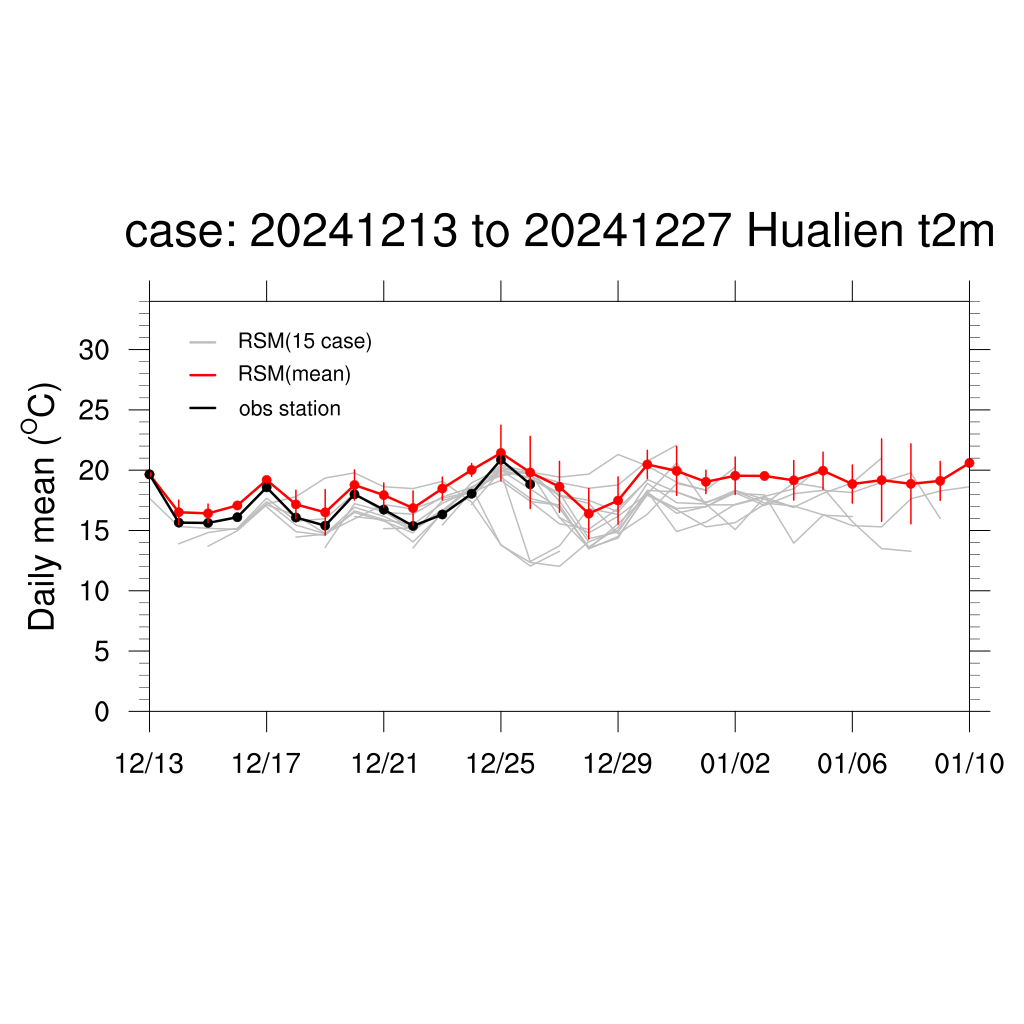 case: 20241213 to 20241227 Hualien t2m
RSM(15 case)
RSM(mean)
obs station
Daily mean (°C)
30
25
20
15
10
5
0
12/13 12/17 12/21 12/25 12/29 01/02 01/06 01/10